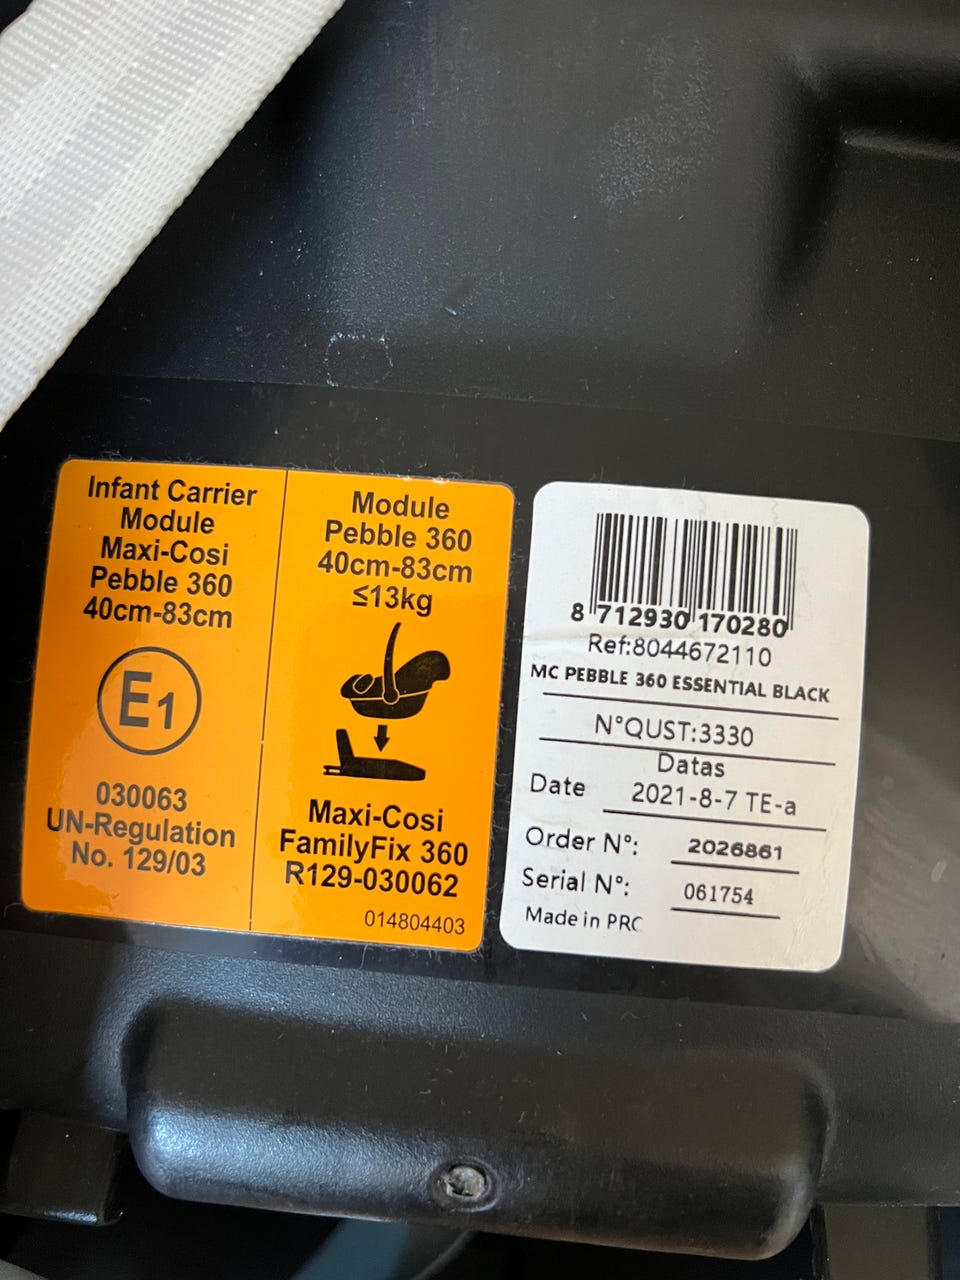 Infant Carrier
Module
Maxi-Cosi
Pebble 360
40cm-83cm
E1
030063
UN-Regulation
No. 129/03
Module
Pebble 360
40cm-83cm
≤13kg
Maxi-Cosi
FamilyFix 360
R129-030062
014804403
8 712930 170280
Ref:8044672110
MC PEBBLE 360 ESSENTIAL BLACK
N°QUST:3330
Datas
Date 2021-8-7 TE-a
Order N°: 2026861
Serial N°: 061754
Made in PRC